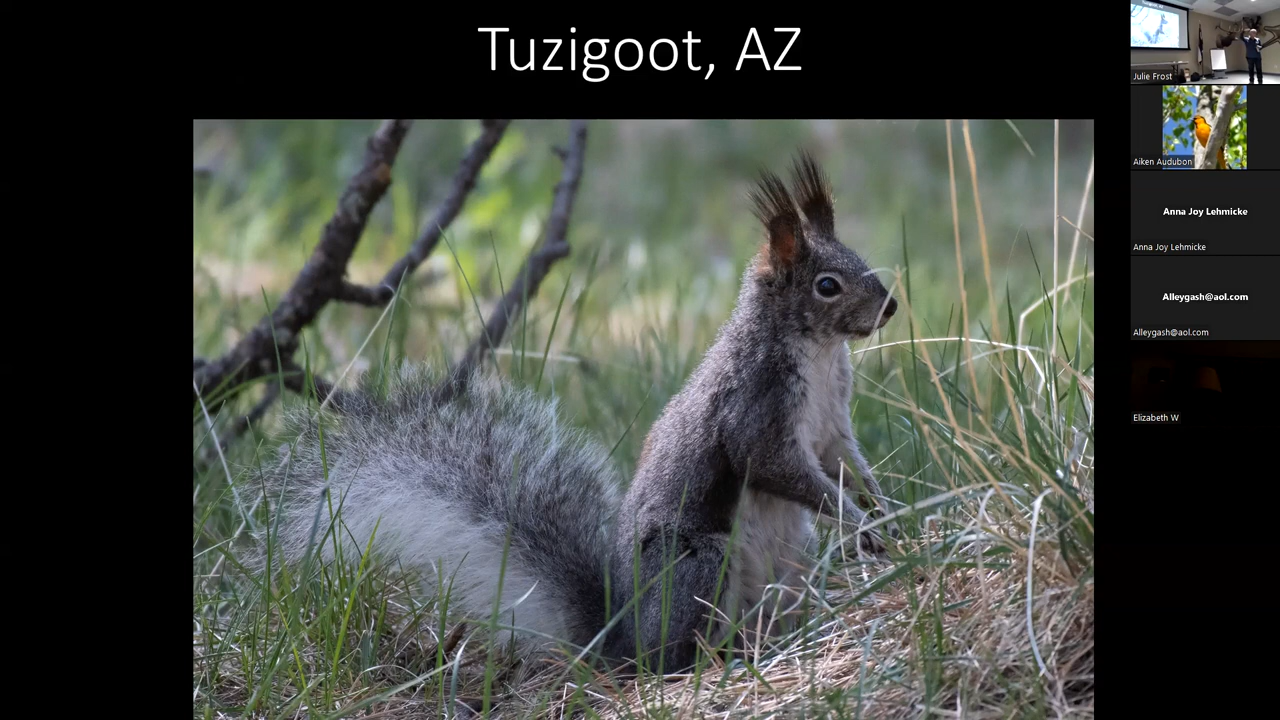 Tuzigoot, AZ
Julie Frost
Aiken Audubon
Anna Joy Lehmicke
Anna Joy Lehmicke
Alleygash@aol.com
Alleygash@aol.com
Elizabeth W